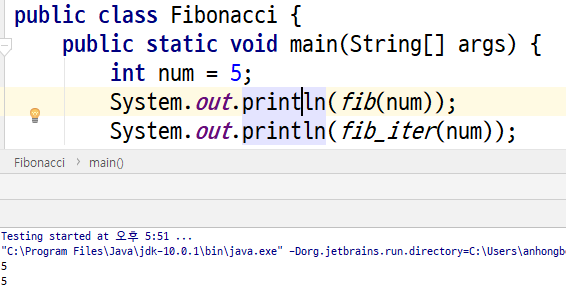 public class Fibonacci {
public static void main(String[] args) {
int num = 5;
System.out.println(fib(num));
System.out.println(fib_iter(num));
Fibonacci › main()
Testing started at 오후 5:51 ...
"C:\Program Files\Java\jdk-10.0.1\bin\java.exe" -Dorg.jetbrains.run.directory=C:\Users\anhongb
5
5